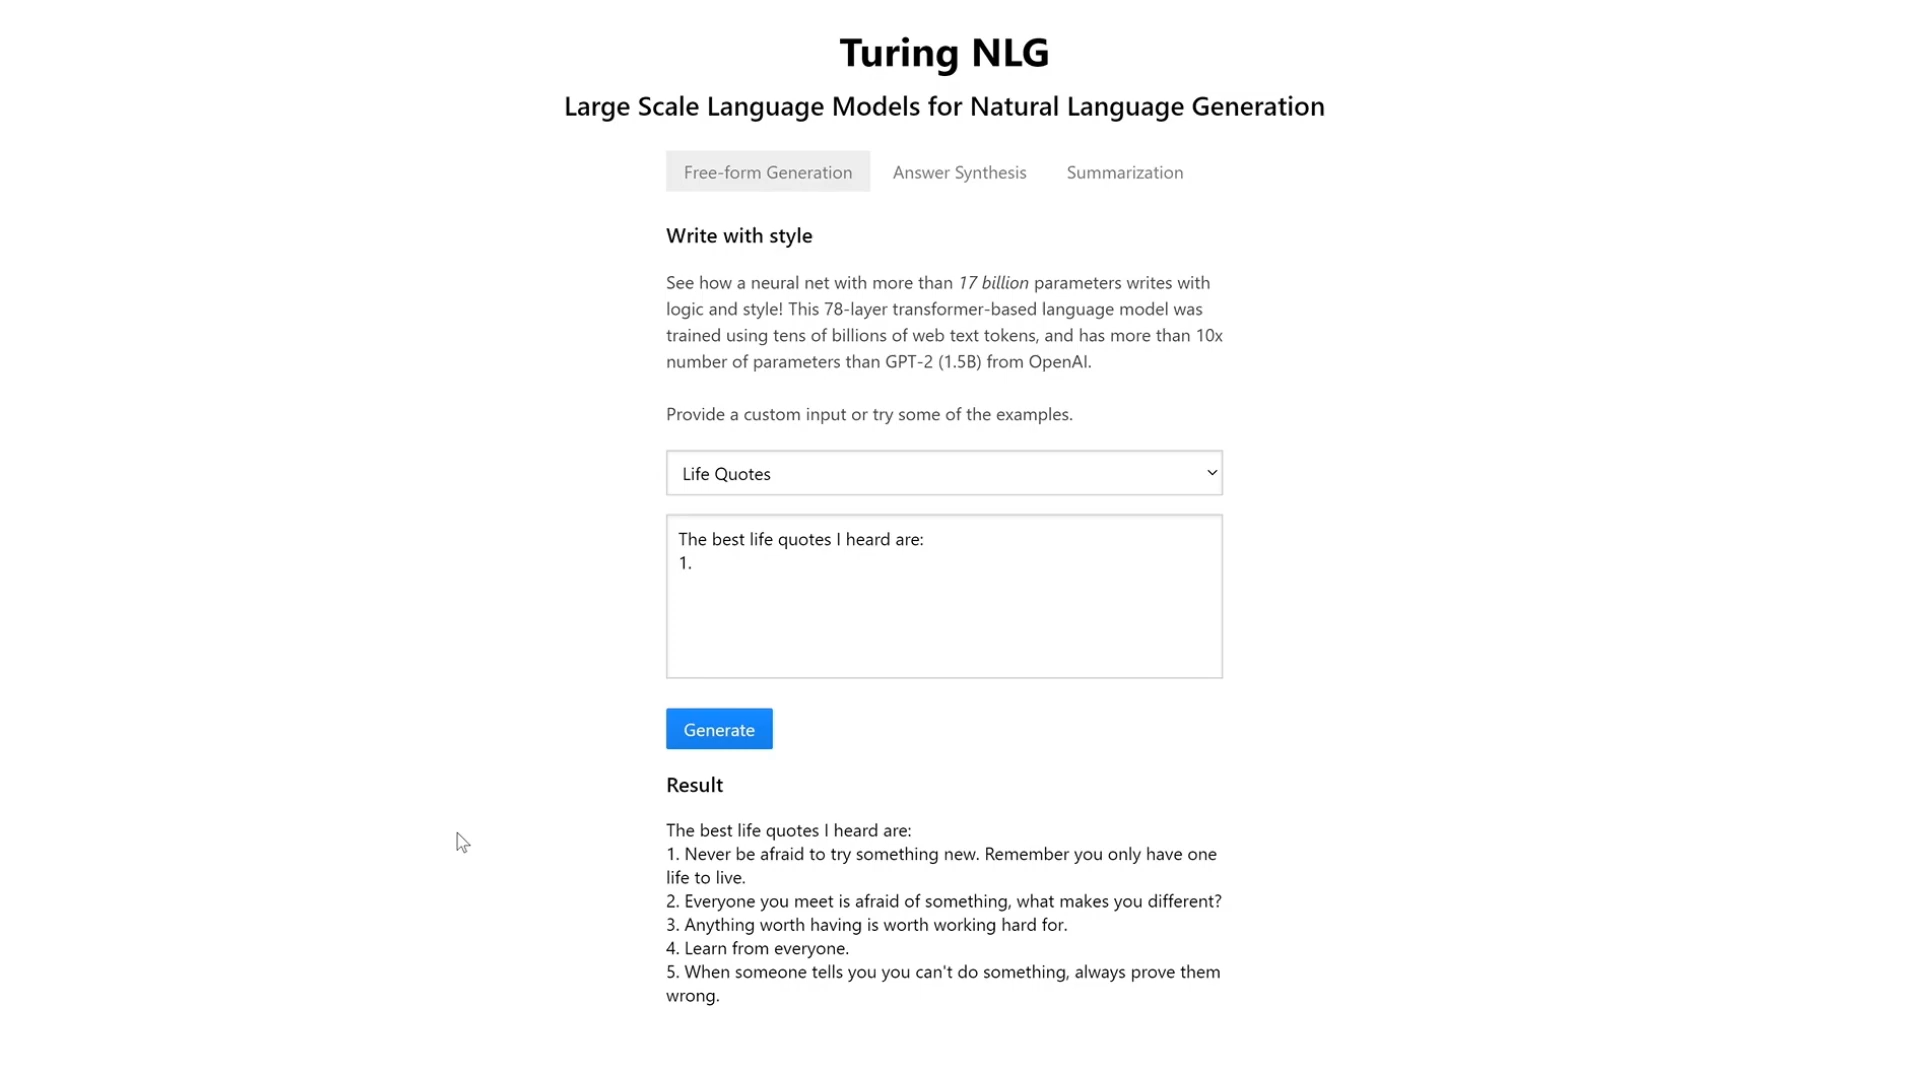 Turing NLG
Large Scale Language Models for Natural Language Generation
Free-form Generation Answer Synthesis Summarization
Write with style
See how a neural net with more than 17 billion parameters writes with
logic and style! This 78-layer transformer-based language model was
trained using tens of billions of web text tokens, and has more than 10x
number of parameters than GPT-2 (1.5B) from OpenAI.
Provide a custom input or try some of the examples.
Life Quotes
The best life quotes I heard are:
1.
Generate
Result
The best life quotes I heard are:
1. Never be afraid to try something new. Remember you only have one
life to live.
2. Everyone you meet is afraid of something, what makes you different?
3. Anything worth having is worth working hard for.
4. Learn from everyone.
5. When someone tells you you can't do something, always prove them
wrong.